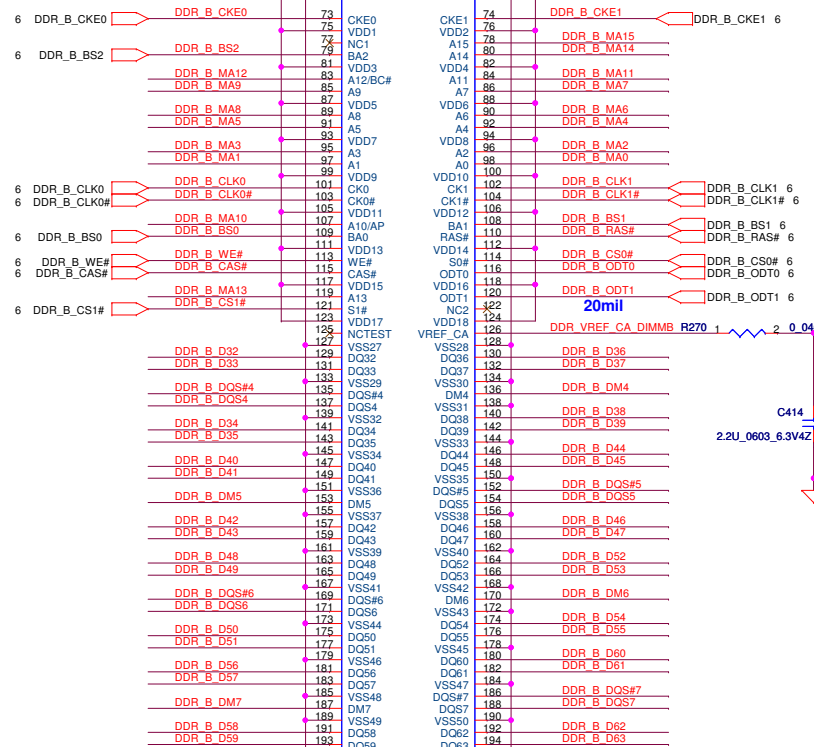 6 DDR_B_CKE0 DDR_B_CKE0 73 CKE0 CKE1 74 DDR_B_CKE1 DDR_B_CKE1 6
75 VDD1 VDD2 76
77 NC1 A15 78 DDR_B_MA15
6 DDR_B_BS2 DDR_B_BS2 79 BA2 A14 80 DDR_B_MA14
81 VDD3 VDD4 82
DDR_B_MA12 83 A12/BC# A11 84 DDR_B_MA11
DDR_B_MA9 85 A9 A7 86 DDR_B_MA7
87 VDD5 VDD6 88
DDR_B_MA8 89 A8 A6 90 DDR_B_MA6
DDR_B_MA5 91 A5 A4 92 DDR_B_MA4
93 VDD7 VDD8 94
DDR_B_MA3 95 A3 A2 96 DDR_B_MA2
DDR_B_MA1 97 A1 A0 98 DDR_B_MA0
99 VDD9 VDD10 100
6 DDR_B_CLK0 DDR_B_CLK0 101 CK0 CK1 102 DDR_B_CLK1 DDR_B_CLK1 6
6 DDR_B_CLK0# DDR_B_CLK0# 103 CK0# CK1# 104 DDR_B_CLK1# DDR_B_CLK1# 6
105 VDD11 VDD12 106
DDR_B_MA10 107 A10/AP BA1 108 DDR_B_BS1 DDR_B_BS1 6
6 DDR_B_BS0 DDR_B_BS0 109 BA0 RAS# 110 DDR_B_RAS# DDR_B_RAS# 6
111 VDD13 VDD14 112
6 DDR_B_WE# DDR_B_WE# 113 WE# S0# 114 DDR_B_CS0# DDR_B_CS0# 6
6 DDR_B_CAS# DDR_B_CAS# 115 CAS# ODT0 116 DDR_B_ODT0 DDR_B_ODT0 6
117 VDD15 VDD16 118
DDR_B_MA13 119 A13 ODT1 120 DDR_B_ODT1 DDR_B_ODT1 6
6 DDR_B_CS1# DDR_B_CS1# 121 S1# NC2 122 20mil
123 VDD17 VDD18 124
125 NCTEST VREF_CA 126 DDR_VREF_CA_DIMMB R270 1 2 0_04
127 VSS27 VSS28 128
DDR_B_D32 129 DQ32 DQ36 130 DDR_B_D36
DDR_B_D33 131 DQ33 DQ37 132 DDR_B_D37
133 VSS29 VSS30 134
DDR_B_DQS#4 135 DQS#4 DM4 136 DDR_B_DM4
DDR_B_DQS4 137 DQS4 VSS31 138
139 VSS32 DQ38 140 DDR_B_D38 C414
DDR_B_D34 141 DQ34 DQ39 142 DDR_B_D39
DDR_B_D35 143 DQ35 VSS33 144 2.2U_0603_6.3V4Z
145 VSS34 DQ44 146 DDR_B_D44
DDR_B_D40 147 DQ40 DQ45 148 DDR_B_D45
DDR_B_D41 149 DQ41 VSS35 150
151 VSS36 DQS#5 152 DDR_B_DQS#5
DDR_B_DM5 153 DM5 DQS5 154 DDR_B_DQS5
155 VSS37 VSS38 156
DDR_B_D42 157 DQ42 DQ46 158 DDR_B_D46
DDR_B_D43 159 DQ43 DQ47 160 DDR_B_D47
161 VSS39 VSS40 162
DDR_B_D48 163 DQ48 DQ52 164 DDR_B_D52
DDR_B_D49 165 DQ49 DQ53 166 DDR_B_D53
167 VSS41 VSS42 168
DDR_B_DQS#6 169 DQS#6 DM6 170 DDR_B_DM6
DDR_B_DQS6 171 DQS6 VSS43 172
173 VSS44 DQ54 174 DDR_B_D54
DDR_B_D50 175 DQ50 DQ55 176 DDR_B_D55
DDR_B_D51 177 DQ51 VSS45 178
179 VSS46 DQ60 180 DDR_B_D60
DDR_B_D56 181 DQ56 DQ61 182 DDR_B_D61
DDR_B_D57 183 DQ57 VSS47 184
185 VSS48 DQS#7 186 DDR_B_DQS#7
DDR_B_DM7 187 DM7 DQS7 188 DDR_B_DQS7
189 VSS49 VSS50 190
DDR_B_D58 191 DQ58 DQ62 192 DDR_B_D62
DDR_B_D59 193 DQ59 DQ63 194 DDR_B_D63